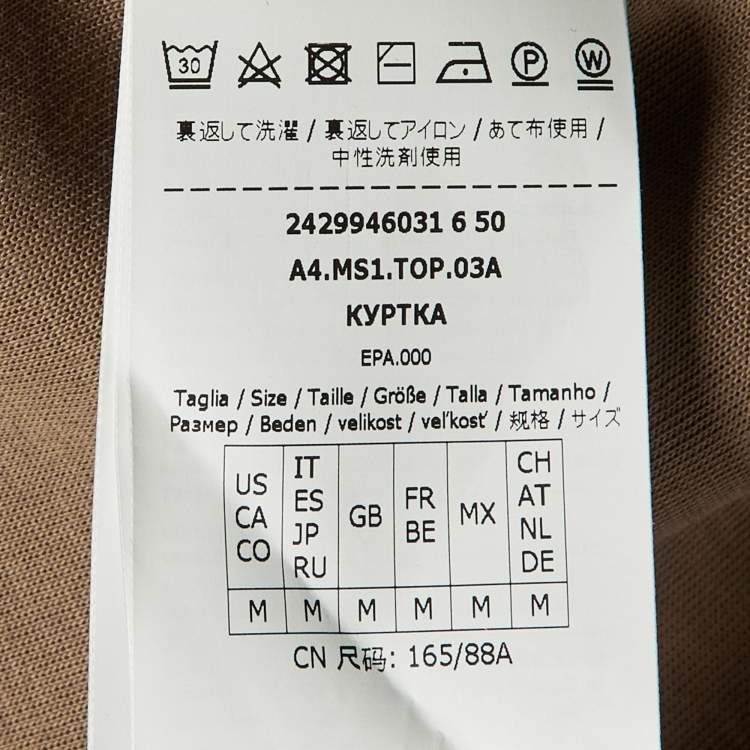 30 P W
裏返して洗濯 / 裏返してアイロン / あて布使用 /
中性洗剤使用
2429946031 6 50
A4.MS1.TOP.03A
КУРТКА
EPA.000
Taglia / Size / Taille / Größe / Talla / Tamanho /
Размер / Beden / velikost / veľkosť / 规格 / サイズ
US CA CO IT ES JP RU GB FR BE MX CH AT NL DE
M M M M M M
CN 尺码: 165/88A